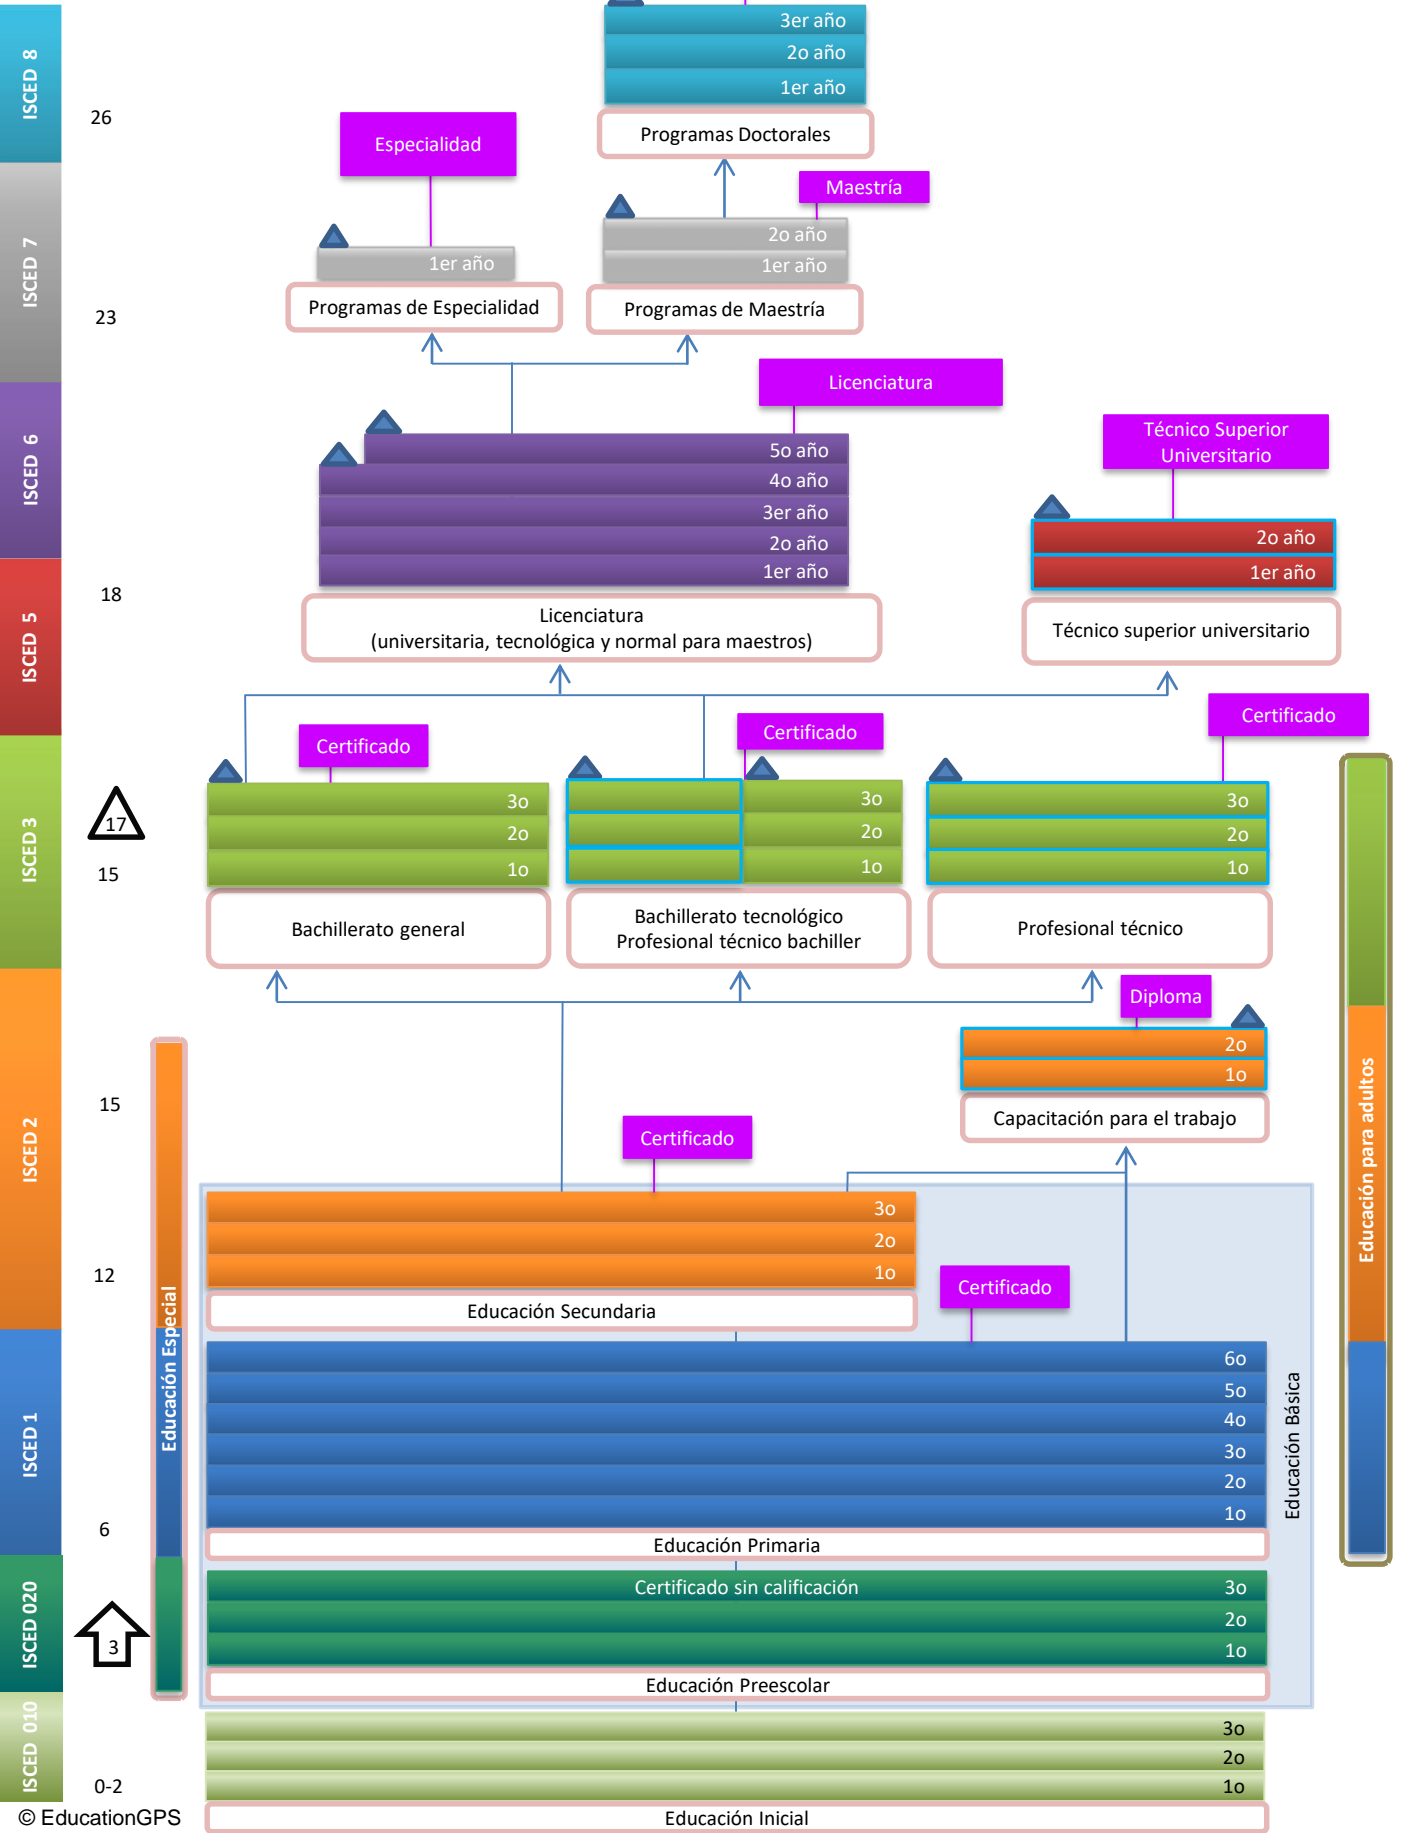 ISCED 8
3er año
2o año
1er año
26
Programas Doctorales
Especialidad
Maestría
ISCED 7
2o año
1er año
1er año
Programas de Especialidad
Programas de Maestría
23
Licenciatura
ISCED 6
Técnico Superior
Universitario
5o año
4o año
3er año
2o año
1er año
2o año
1er año
18
ISCED 5
Licenciatura
(universitaria, tecnológica y normal para maestros)
Técnico superior universitario
Certificado
Certificado
Certificado
ISCED 3
17
15
3o
2o
1o
3o
2o
1o
3o
2o
1o
Bachillerato general
Bachillerato tecnológico
Profesional técnico bachiller
Profesional técnico
Diploma
2o
1o
Capacitación para el trabajo
ISCED 2
15
Certificado
Educación para adultos
3o
2o
1o
12
Educación Secundaria
Certificado
Educación Especial
ISCED 1
6o
5o
4o
3o
2o
1o
Educación Básica
6
Educación Primaria
ISCED 020
3
Certificado sin calificación
3o
2o
1o
Educación Preescolar
ISCED 010
3o
2o
1o
0-2
© EducationGPS
Educación Inicial